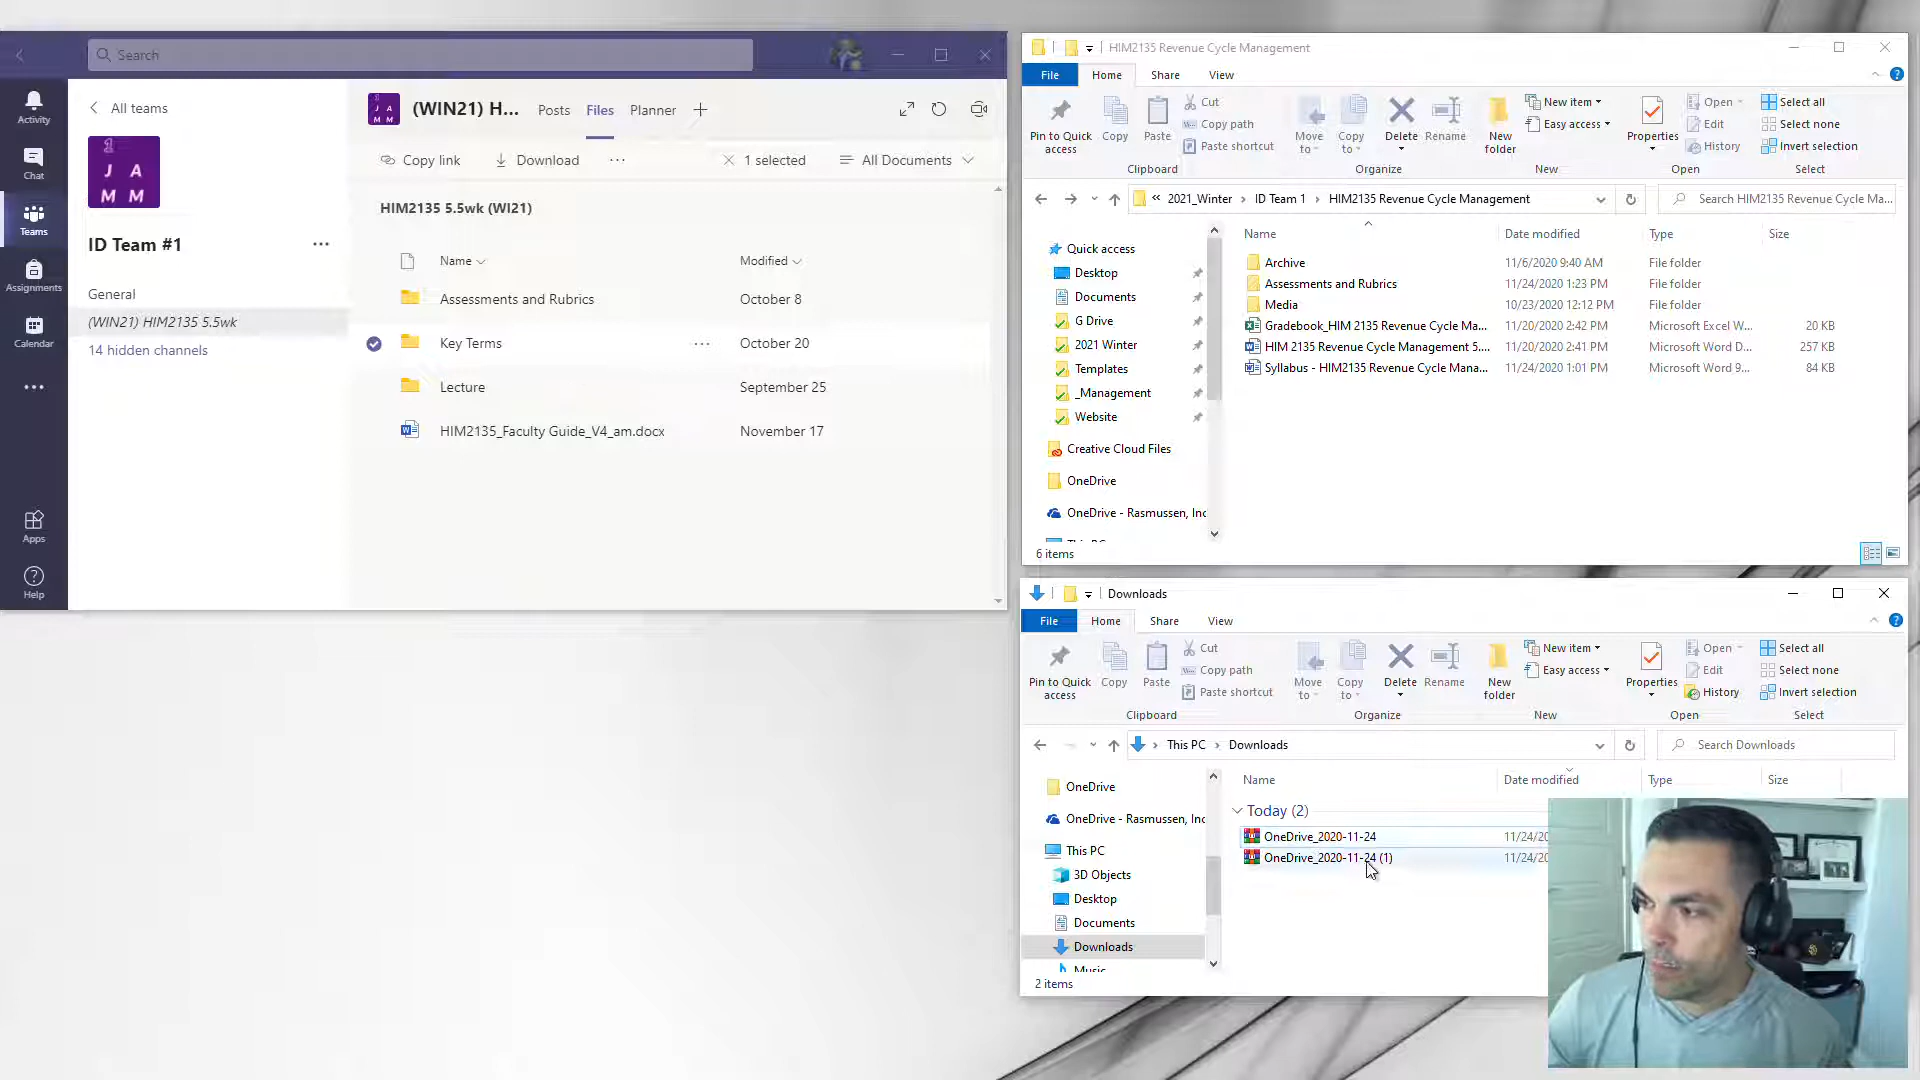 Search
Activity
Chat
Teams
Assignments
Calendar
Apps
Help
All teams
1
J A
M M
ID Team #1
General
(WIN21) HIM2135 5.5wk
14 hidden channels
J A
M M
(WIN21) H...
Posts
Files
Planner
Copy link
Download
1 selected
All Documents
HIM2135 5.5wk (WI21)
Name
Modified
Assessments and Rubrics
October 8
Key Terms
October 20
Lecture
September 25
HIM2135_Faculty Guide_V4_am.docx
November 17
HIM2135 Revenue Cycle Management
File
Home
Share
View
Pin to Quick
access
Copy
Paste
Cut
Copy path
Paste shortcut
Clipboard
Move
to
Copy
to
Delete
Rename
Organize
New
folder
New item
Easy access
New
Properties
Open
Edit
History
Open
Select all
Select none
Invert selection
Select
« 2021_Winter > ID Team 1 > HIM2135 Revenue Cycle Management
Search HIM2135 Revenue Cycle Ma...
Quick access
Desktop
Documents
G Drive
2021 Winter
Templates
_Management
Website
Creative Cloud Files
OneDrive
OneDrive - Rasmussen, Inc
Name
Date modified
Type
Size
Archive
11/6/2020 9:40 AM
File folder
Assessments and Rubrics
11/24/2020 1:23 PM
File folder
Media
10/23/2020 12:12 PM
File folder
Gradebook_HIM 2135 Revenue Cycle Ma...
11/20/2020 2:42 PM
Microsoft Excel W...
20 KB
HIM 2135 Revenue Cycle Management 5....
11/20/2020 2:41 PM
Microsoft Word D...
257 KB
Syllabus - HIM2135 Revenue Cycle Mana...
11/24/2020 1:01 PM
Microsoft Word 9...
84 KB
6 items
Downloads
File
Home
Share
View
Pin to Quick
access
Copy
Paste
Cut
Copy path
Paste shortcut
Clipboard
Move
to
Copy
to
Delete
Rename
Organize
New
folder
New item
Easy access
New
Properties
Open
Edit
History
Open
Select all
Select none
Invert selection
Select
> This PC > Downloads
Search Downloads
OneDrive
OneDrive - Rasmussen, Inc
This PC
3D Objects
Desktop
Documents
Downloads
Music
Name
Date modified
Type
Size
Today (2)
OneDrive_2020-11-24
11/24/20
OneDrive_2020-11-24 (1)
11/24/20
2 items